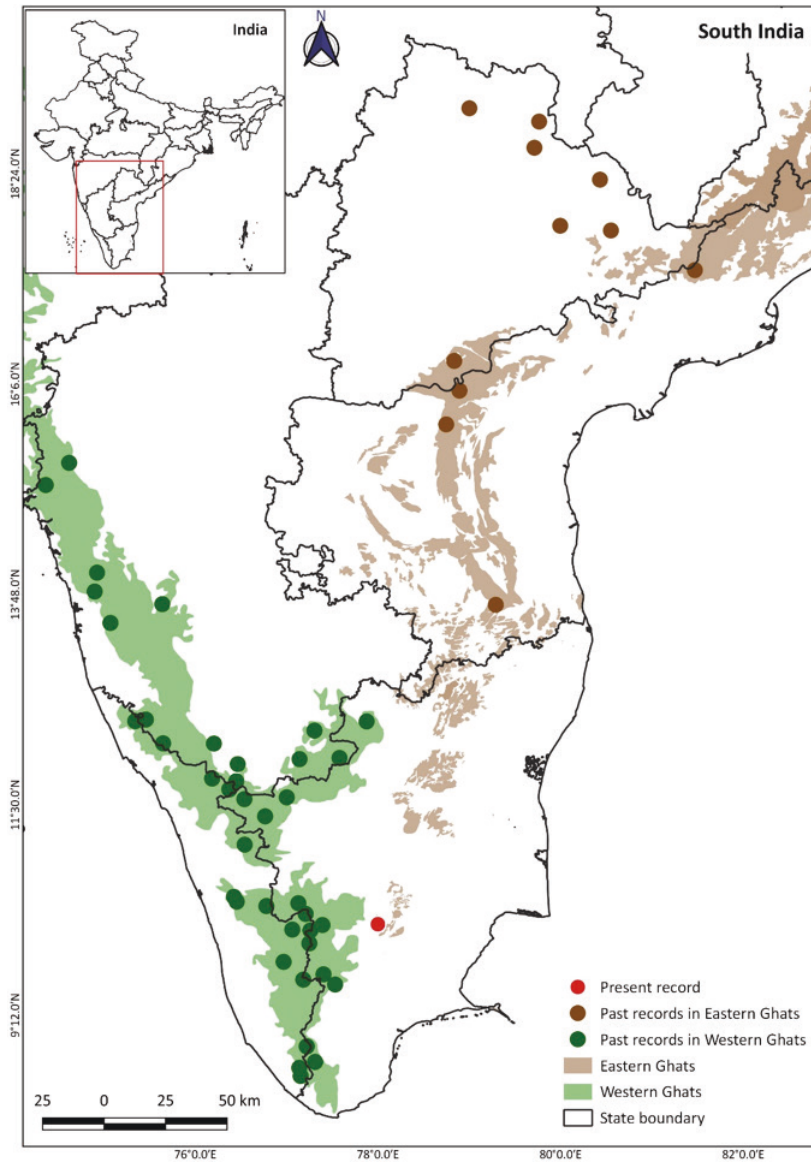 India
N
South India
18°24.0'N
16°6.0'N
13°48.0'N
11°30.0'N
9°12.0'N
Present record
Past records in Eastern Ghats
Past records in Western Ghats
Eastern Ghats
Western Ghats
State boundary
25 0 25 50 km
76°0.0'E 78°0.0'E 80°0.0'E 82°0.0'E